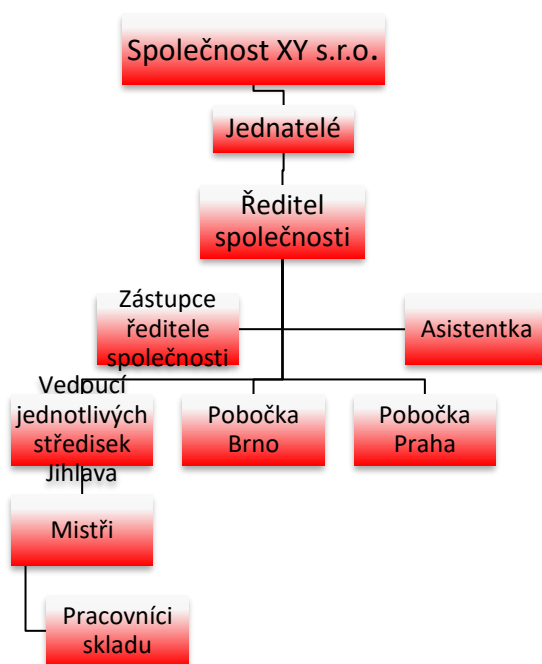 Společnost XY s.r.o.
Jednatelé
Ředitel
společnosti
Zástupce
ředitele
společnosti
Asistentka
Vedoucí
jednotlivých
středisek
Jihlava
Pobočka
Brno
Pobočka
Praha
Mistři
Pracovníci
skladu